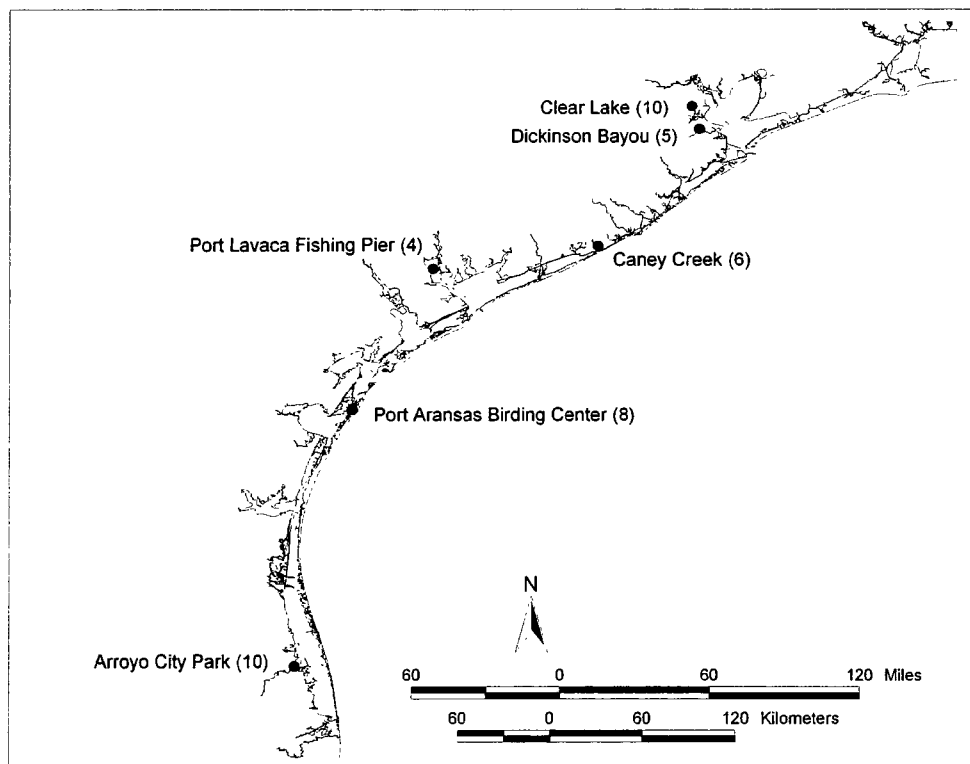 Clear Lake (10)
Dickinson Bayou (5)
Port Lavaca Fishing Pier (4)
Caney Creek (6)
Port Aransas Birding Center (8)
N
Arroyo City Park (10)
60 0 60 120 Miles
60 0 60 120 Kilometers